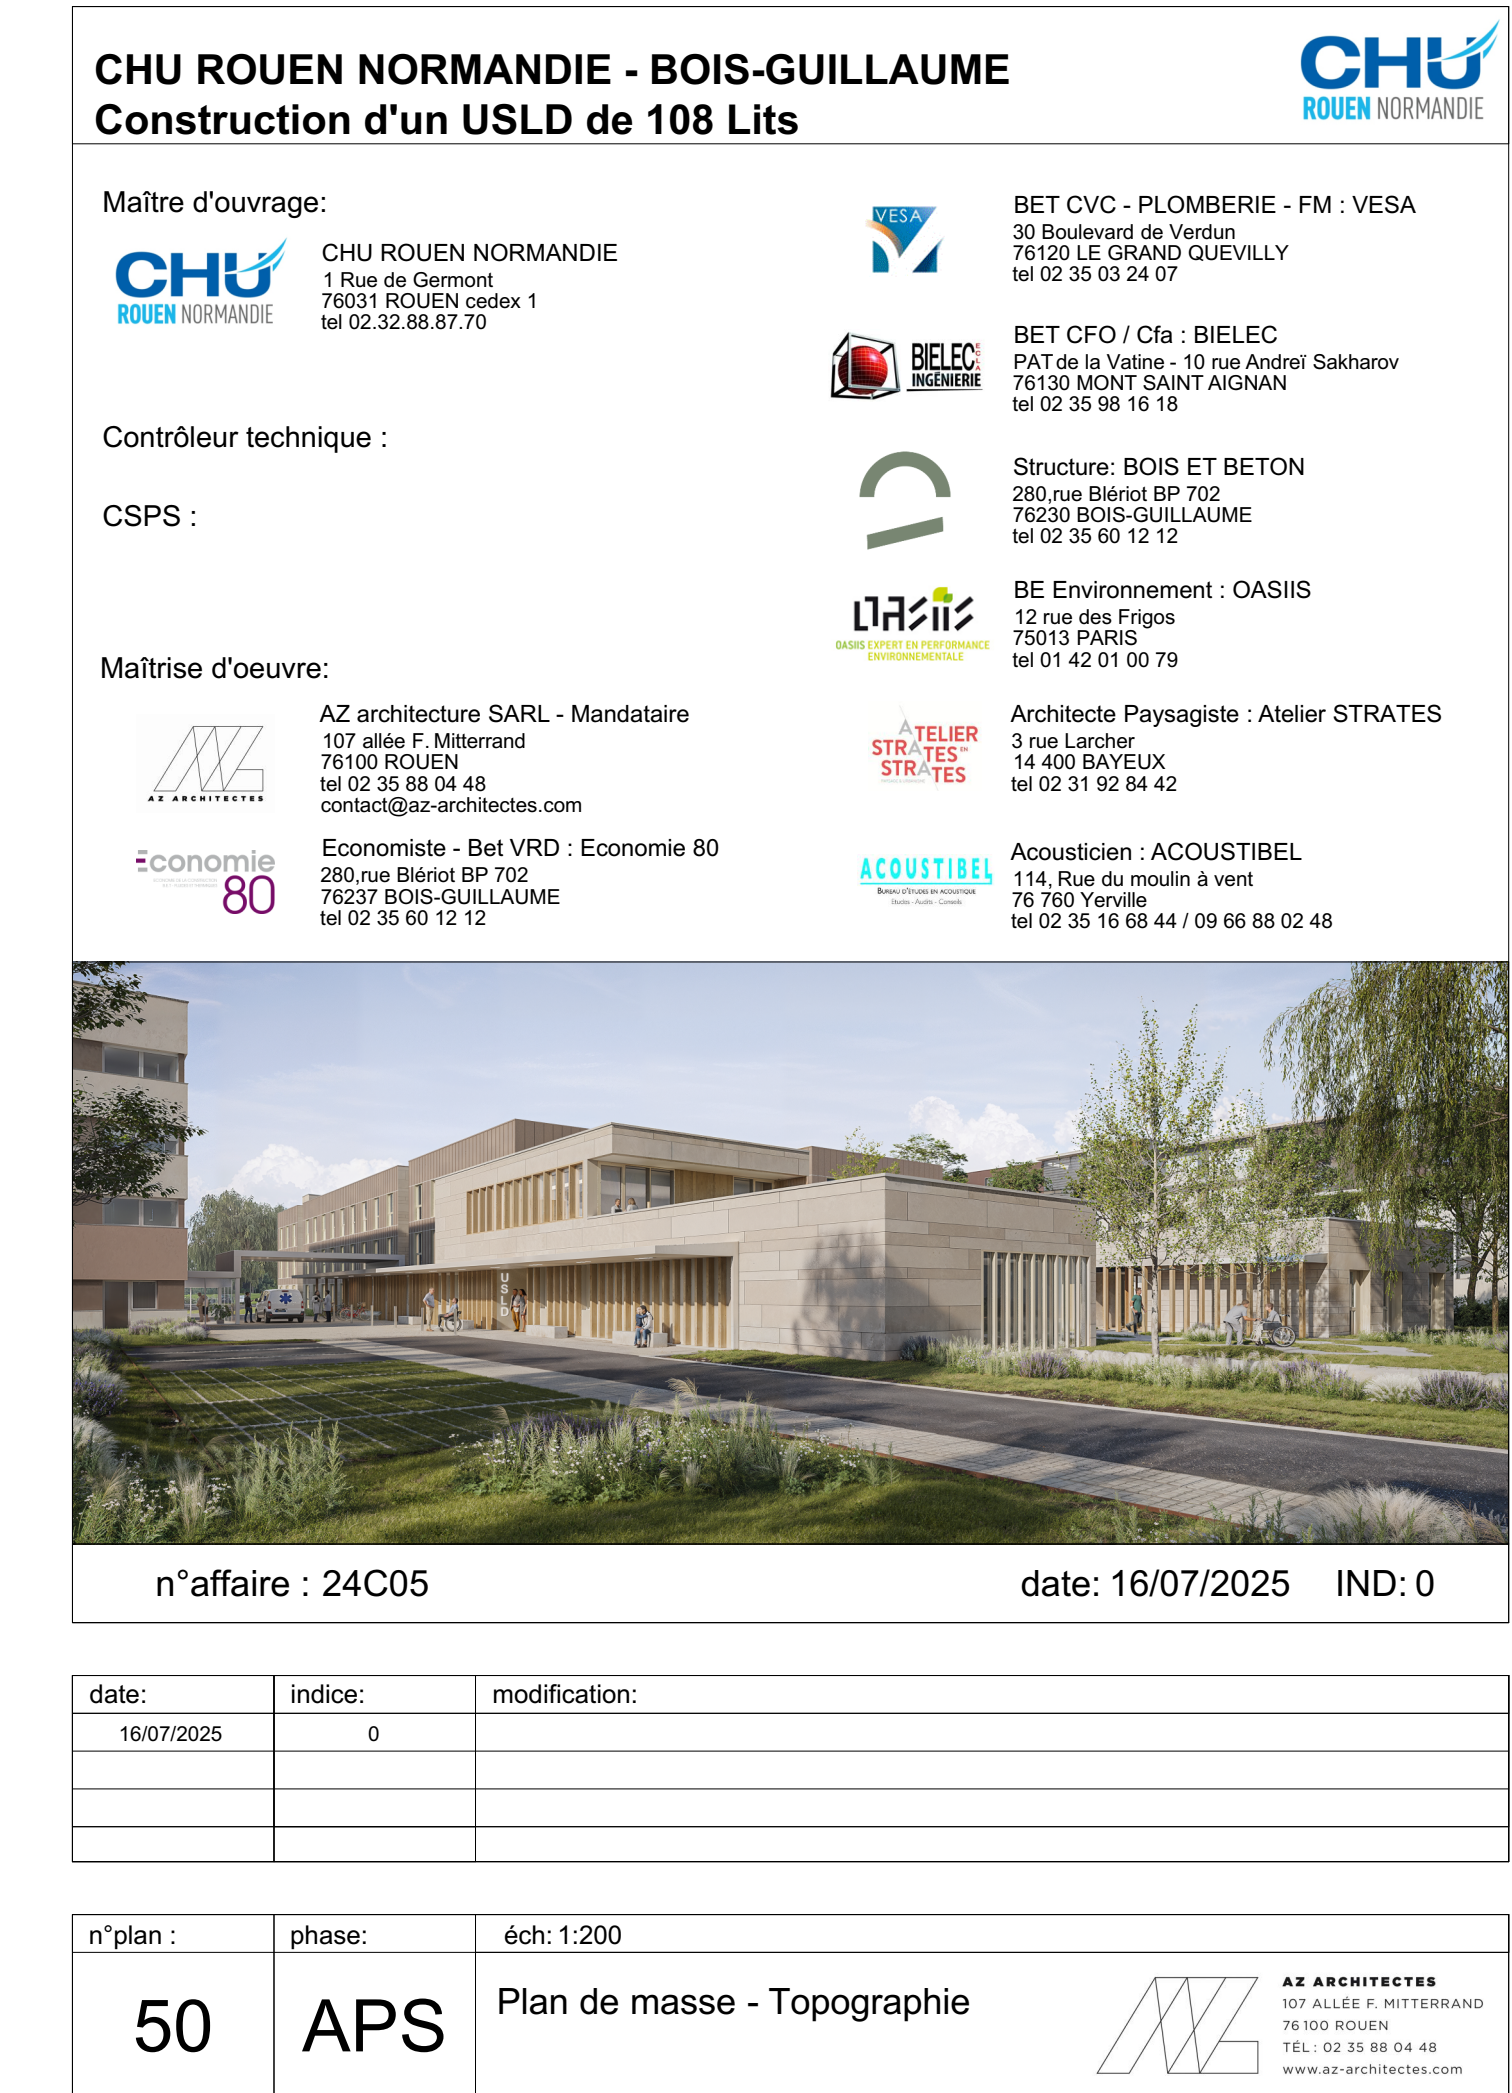 CHU ROUEN NORMANDIE - BOIS-GUILLAUME
Construction d'un USLD de 108 Lits
CHU
ROUEN NORMANDIE
Maître d'ouvrage:
CHU
ROUEN NORMANDIE
CHU ROUEN NORMANDIE
1 Rue de Germont
76031 ROUEN cedex 1
tel 02.32.88.87.70
Contrôleur technique :
CSPS :
Maîtrise d'oeuvre:
AZ ARCHITECTES
AZ architecture SARL - Mandataire
107 allée F. Mitterrand
76100 ROUEN
tel 02 35 88 04 48
contact@az-architectes.com
Economie
80
Economiste - Bet VRD : Economie 80
280,rue Blériot BP 702
76237 BOIS-GUILLAUME
tel 02 35 60 12 12
VESA
BET CVC - PLOMBERIE - FM : VESA
30 Boulevard de Verdun
76120 LE GRAND QUEVILLY
tel 02 35 03 24 07
BIELEC ECLA
INGÉNIERIE
BET CFO / Cfa : BIELEC
PAT de la Vatine - 10 rue Andreï Sakharov
76130 MONT SAINT AIGNAN
tel 02 35 98 16 18
Structure: BOIS ET BETON
280,rue Blériot BP 702
76230 BOIS-GUILLAUME
tel 02 35 60 12 12
OASIIS
OASIIS EXPERT EN PERFORMANCE
ENVIRONNEMENTALE
BE Environnement : OASIIS
12 rue des Frigos
75013 PARIS
tel 01 42 01 00 79
ATELIER
STRATES EN
STRATES
Architecte Paysagiste : Atelier STRATES
3 rue Larcher
14 400 BAYEUX
tel 02 31 92 84 42
ACOUSTIBEL
BUREAU D'ETUDES EN ACOUSTIQUE
Etudes - Audits - Conseils
Acousticien : ACOUSTIBEL
114, Rue du moulin à vent
76 760 Yerville
tel 02 35 16 68 44 / 09 66 88 02 48
USLD
n°affaire : 24C05
date: 16/07/2025 IND: 0
date: indice: modification:
16/07/2025 0
n°plan : phase: éch: 1:200
50 APS Plan de masse - Topographie
AZ ARCHITECTES
107 ALLÉE F. MITTERRAND
76 100 ROUEN
TÉL : 02 35 88 04 48
www.az-architectes.com